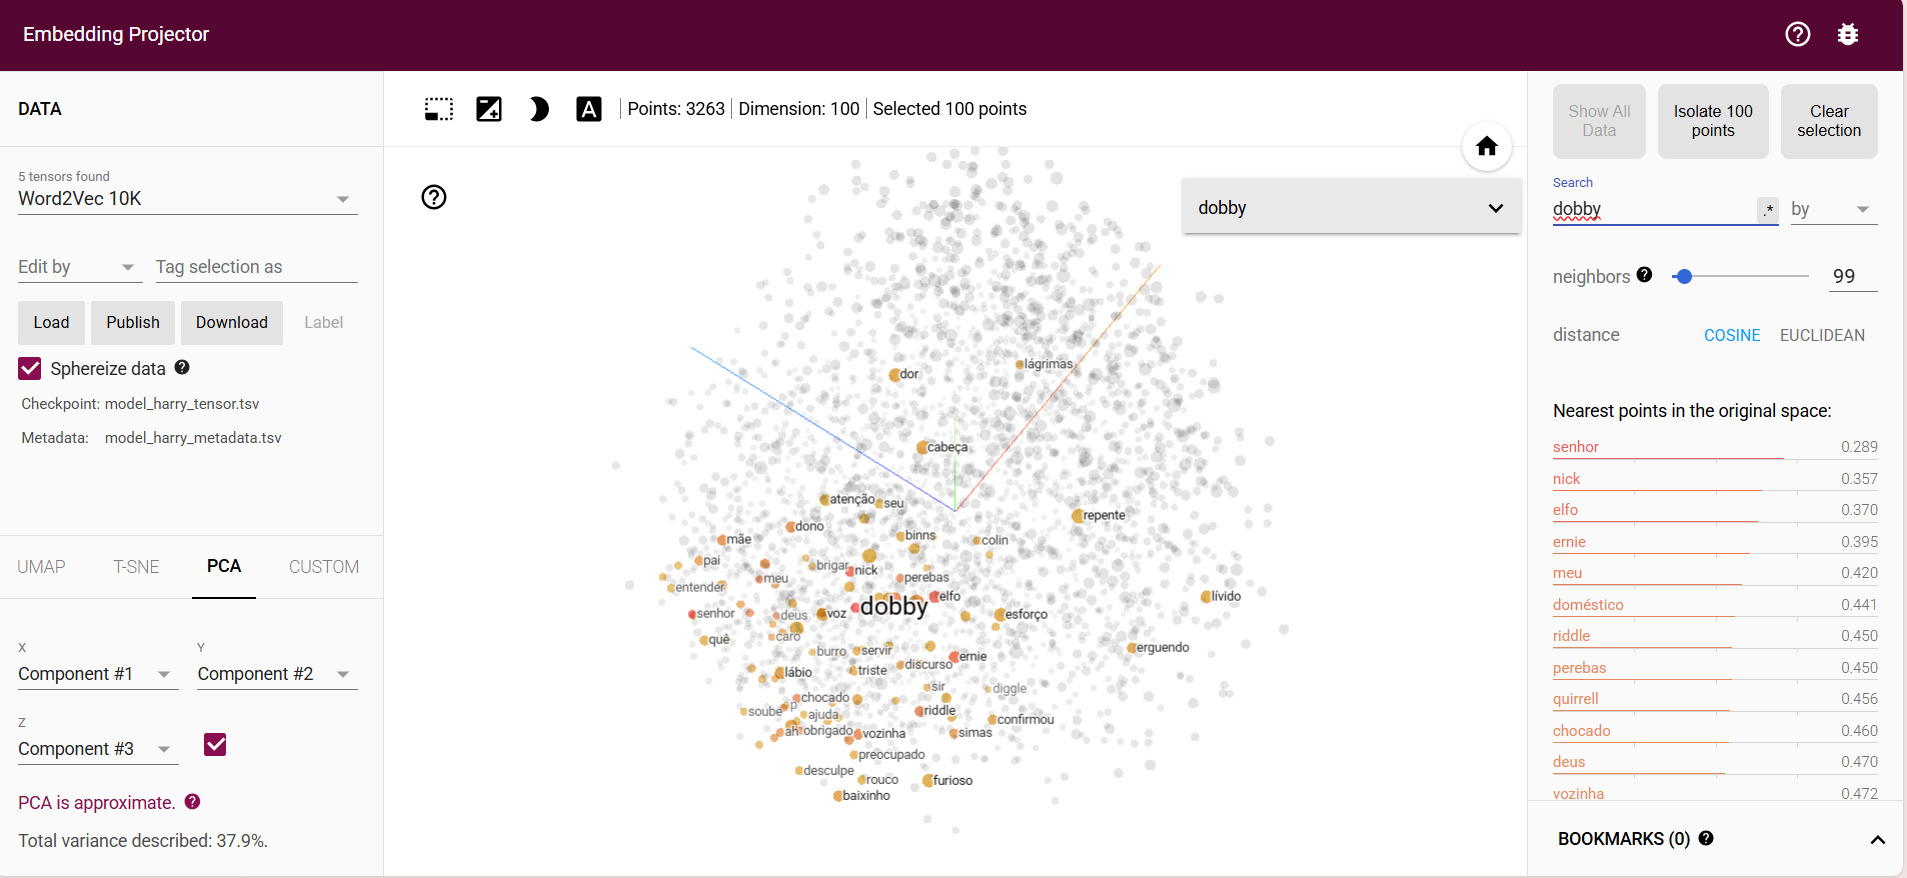 Embedding Projector
DATA
5 tensors found
Word2Vec 10K
Edit by
Tag selection as
Load
Publish
Download
Label
Sphereize data
Checkpoint: model_harry_tensor.tsv
Metadata: model_harry_metadata.tsv
UMAP
T-SNE
PCA
CUSTOM
X
Component #1
Y
Component #2
Z
Component #3
PCA is approximate.
Total variance described: 37.9%.
A
Points: 3263
Dimension: 100
Selected 100 points
dobby
lágrimas
dor
cabeça
atenção
seu
repente
dono
binns
colin
mãe
pai
brigar
nick
meu
perebas
entender
elfo
lívido
dobby
senhor
deus
voz
esforço
caro
quê
burro
servir
ernie
erguendo
discurso
lábio
triste
sir
diggle
chocado
soube
p
ajuda
riddle
confirmou
ah
obrigado
vozinha
simas
preocupado
desculpe
rouco
furioso
baixinho
Show All
Data
Isolate 100
points
Clear
selection
Search
dobby
.*
by
neighbors
99
distance
COSINE
EUCLIDEAN
Nearest points in the original space:
senhor 0.289
nick 0.357
elfo 0.370
ernie 0.395
meu 0.420
doméstico 0.441
riddle 0.450
perebas 0.450
quirrell 0.456
chocado 0.460
deus 0.470
vozinha 0.472
BOOKMARKS (0)